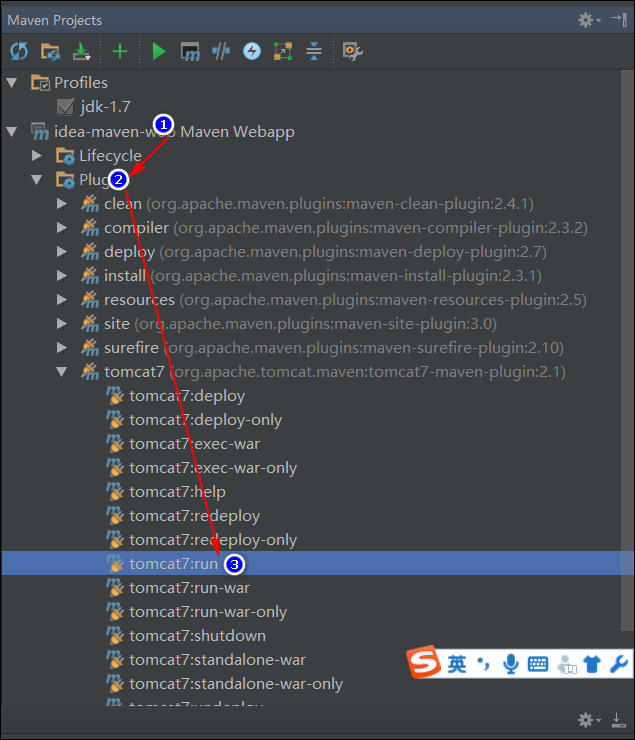 Maven Projects
Profiles
jdk-1.7
idea-maven-web Maven Webapp
1
Lifecycle
2
clean (org.apache.maven.plugins:maven-clean-plugin:2.4.1)
compiler (org.apache.maven.plugins:maven-compiler-plugin:2.3.2)
deploy (org.apache.maven.plugins:maven-deploy-plugin:2.7)
install (org.apache.maven.plugins:maven-install-plugin:2.3.1)
resources (org.apache.maven.plugins:maven-resources-plugin:2.5)
site (org.apache.maven.plugins:maven-site-plugin:3.0)
surefire (org.apache.maven.plugins:maven-surefire-plugin:2.10)
tomcat7 (org.apache.tomcat.maven:tomcat7-maven-plugin:2.1)
tomcat7:deploy
tomcat7:deploy-only
tomcat7:exec-war
tomcat7:exec-war-only
tomcat7:help
tomcat7:redeploy
tomcat7:redeploy-only
tomcat7:run 3
tomcat7:run-war
tomcat7:run-war-only
tomcat7:shutdown
tomcat7:standalone-war
英
tomcat7:standalone-war-only